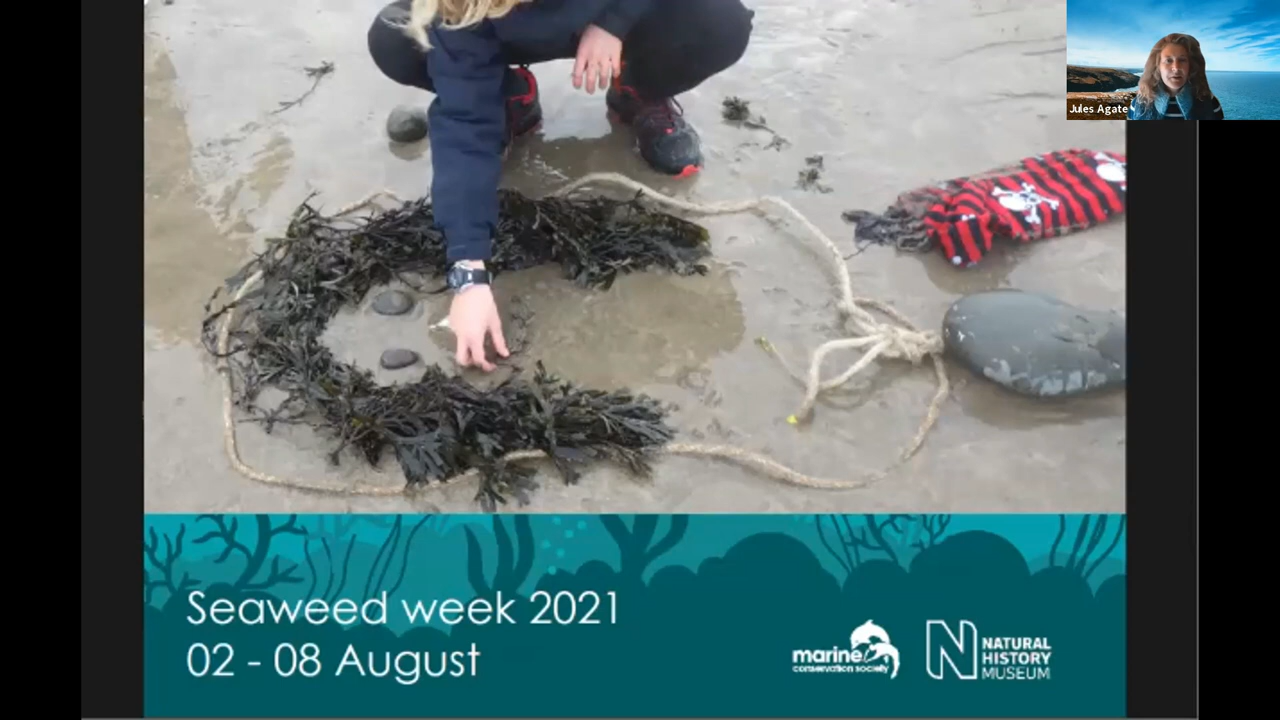 Jules Agate
Seaweed week 2021
02 - 08 August
marine
conservation society
NATURAL
HISTORY
MUSEUM